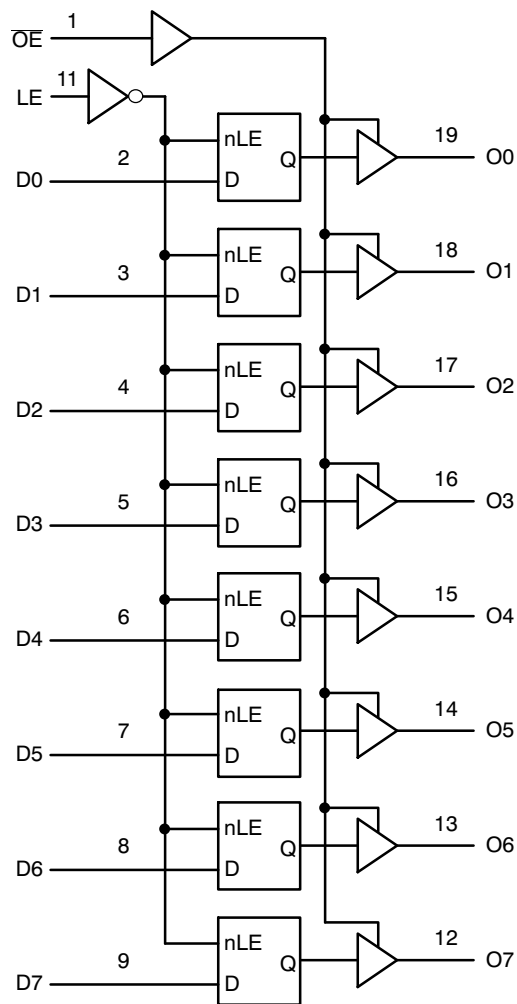 1
O̅E̅
11
LE
nLE 19
2 Q O0
D0 D
nLE 18
3 Q O1
D1 D
nLE 17
4 Q O2
D2 D
nLE 16
5 Q O3
D3 D
nLE 15
6 Q O4
D4 D
nLE 14
7 Q O5
D5 D
nLE 13
8 Q O6
D6 D
nLE 12
9 Q O7
D7 D